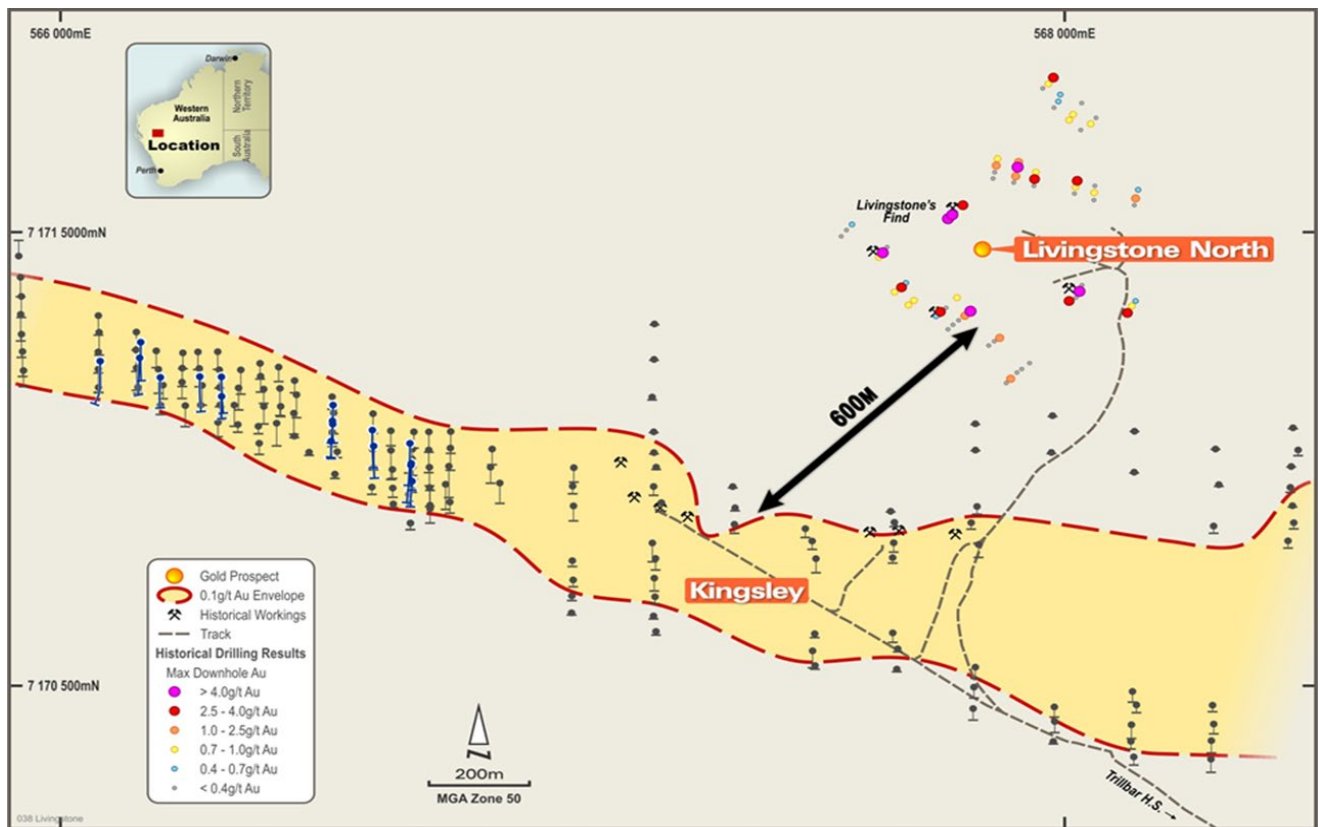 566 000mE
568 000mE
Darwin
Western
Australia
Northern
Territory
Location
South
Australia
Perth
Livingstone's
Find
7 171 5000mN
Livingstone North
600M
Kingsley
Gold Prospect
0.1g/t Au Envelope
Historical Workings
Track
Historical Drilling Results
Max Downhole Au
> 4.0g/t Au
2.5 - 4.0g/t Au
1.0 - 2.5g/t Au
0.7 - 1.0g/t Au
0.4 - 0.7g/t Au
< 0.4g/t Au
7 170 500mN
N
200m
MGA Zone 50
Trillbar H.S.
038 Livingstone